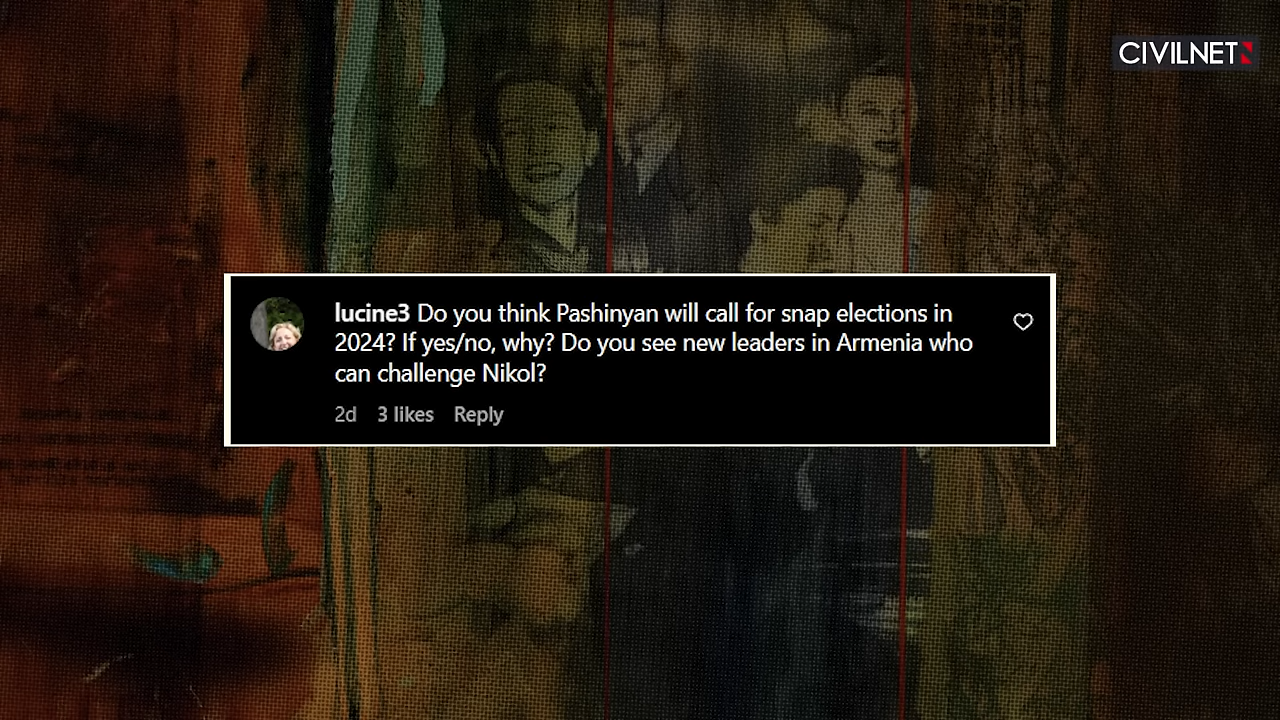 CIVILNET
lucine3 Do you think Pashinyan will call for snap elections in
2024? If yes/no, why? Do you see new leaders in Armenia who
can challenge Nikol?
2d 3 likes Reply